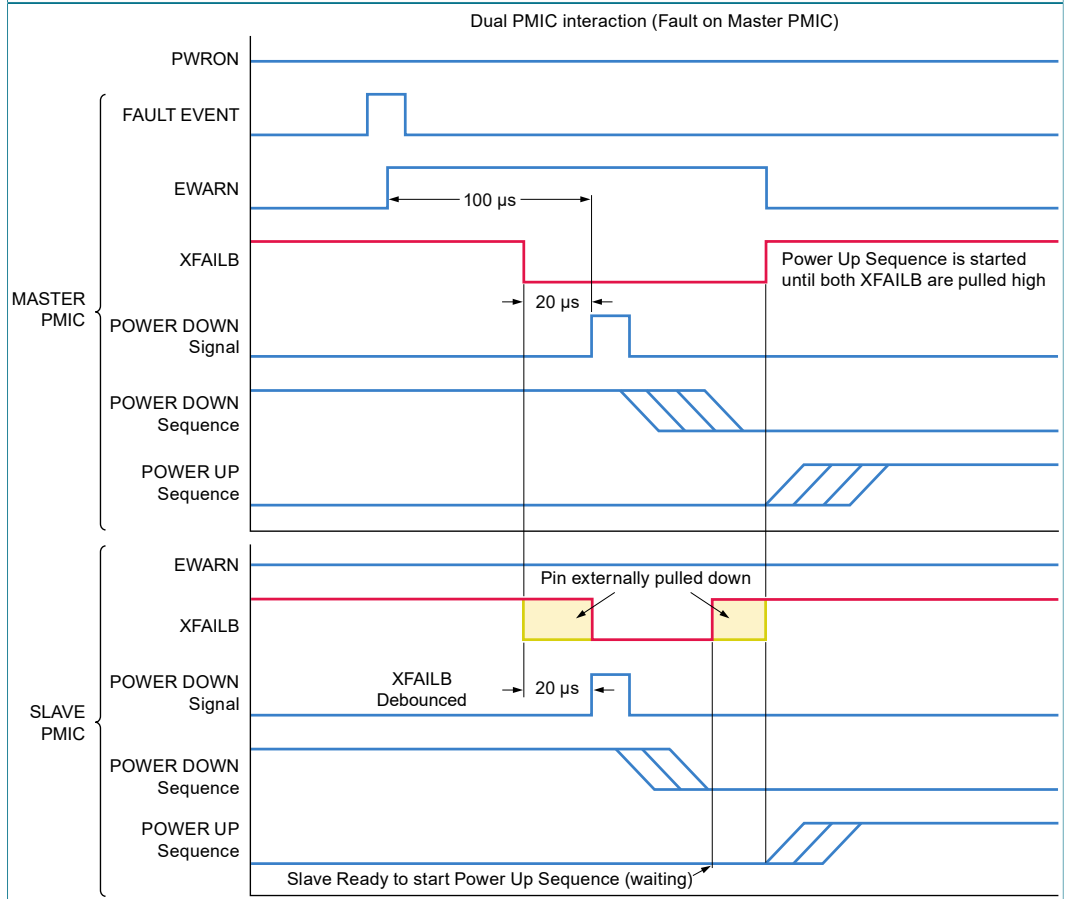 Dual PMIC interaction (Fault on Master PMIC)
PWRON
FAULT EVENT
EWARN
100 µs
XFAILB
Power Up Sequence is started
until both XFAILB are pulled high
MASTER
PMIC
20 µs
POWER DOWN
Signal
POWER DOWN
Sequence
POWER UP
Sequence
EWARN
Pin externally pulled down
XFAILB
POWER DOWN
Signal
XFAILB
Debounced
20 µs
SLAVE
PMIC
POWER DOWN
Sequence
POWER UP
Sequence
Slave Ready to start Power Up Sequence (waiting)